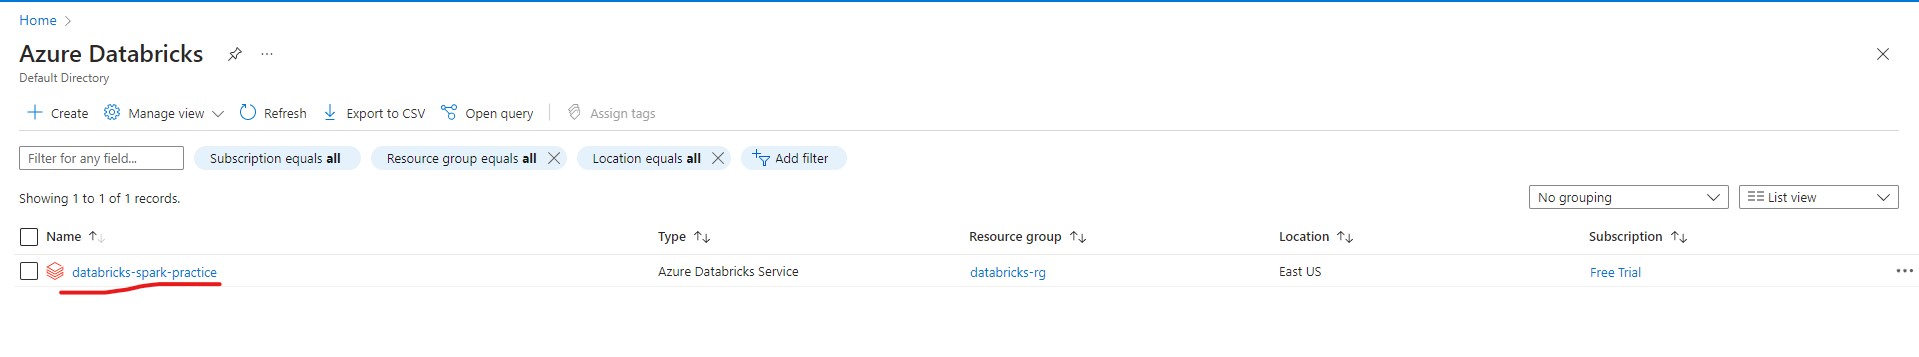 Home
Azure Databricks
Default Directory
Create Manage view Refresh Export to CSV Open query Assign tags
Filter for any field... Subscription equals all Resource group equals all Location equals all Add filter
Showing 1 to 1 of 1 records. No grouping List view
Name Type Resource group Location Subscription
databricks-spark-practice Azure Databricks Service databricks-rg East US Free Trial